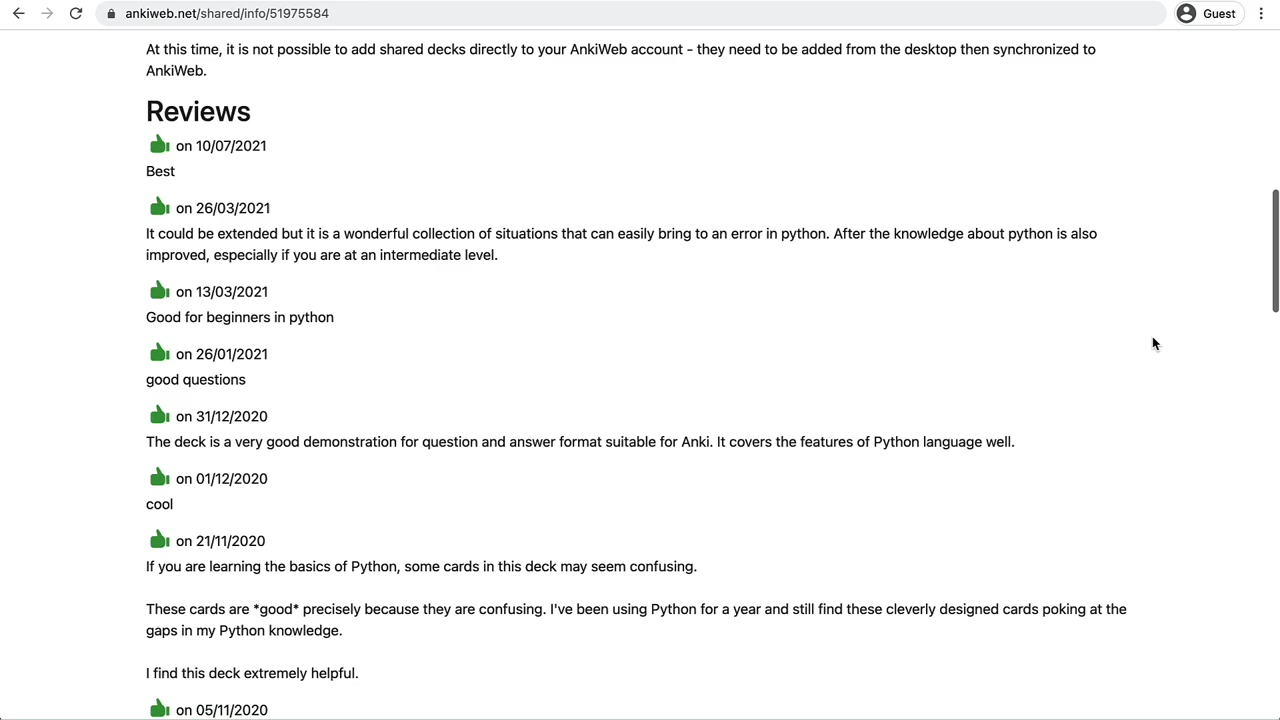 ankiweb.net/shared/info/51975584
Guest
At this time, it is not possible to add shared decks directly to your AnkiWeb account - they need to be added from the desktop then synchronized to
AnkiWeb.
Reviews
on 10/07/2021
Best
on 26/03/2021
It could be extended but it is a wonderful collection of situations that can easily bring to an error in python. After the knowledge about python is also
improved, especially if you are at an intermediate level.
on 13/03/2021
Good for beginners in python
on 26/01/2021
good questions
on 31/12/2020
The deck is a very good demonstration for question and answer format suitable for Anki. It covers the features of Python language well.
on 01/12/2020
cool
on 21/11/2020
If you are learning the basics of Python, some cards in this deck may seem confusing.
These cards are *good* precisely because they are confusing. I've been using Python for a year and still find these cleverly designed cards poking at the
gaps in my Python knowledge.
I find this deck extremely helpful.
on 05/11/2020